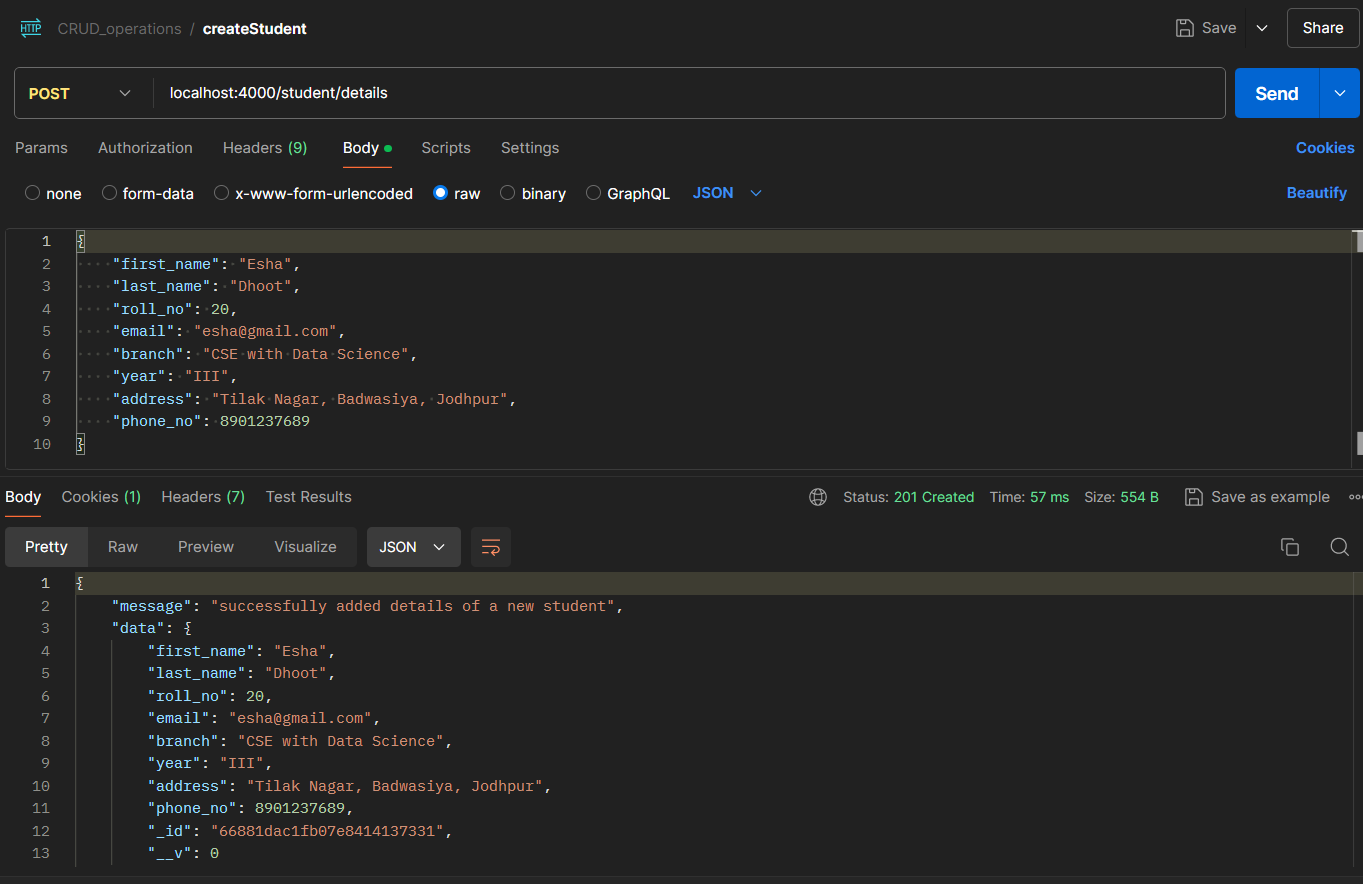 HTTP CRUD_operations / createStudent Save Share
POST localhost:4000/student/details Send
Params Authorization Headers (9) Body Scripts Settings Cookies
none form-data x-www-form-urlencoded raw binary GraphQL JSON Beautify
1 {
2 "first_name": "Esha",
3 "last_name": "Dhoot",
4 "roll_no": 20,
5 "email": "esha@gmail.com",
6 "branch": "CSE with Data Science",
7 "year": "III",
8 "address": "Tilak Nagar, Badwasiya, Jodhpur",
9 "phone_no": 8901237689
10 }
Body Cookies (1) Headers (7) Test Results Status: 201 Created Time: 57 ms Size: 554 B Save as example
Pretty Raw Preview Visualize JSON
1 {
2 "message": "successfully added details of a new student",
3 "data": {
4 "first_name": "Esha",
5 "last_name": "Dhoot",
6 "roll_no": 20,
7 "email": "esha@gmail.com",
8 "branch": "CSE with Data Science",
9 "year": "III",
10 "address": "Tilak Nagar, Badwasiya, Jodhpur",
11 "phone_no": 8901237689,
12 "_id": "66881dac1fb07e8414137331",
13 "__v": 0